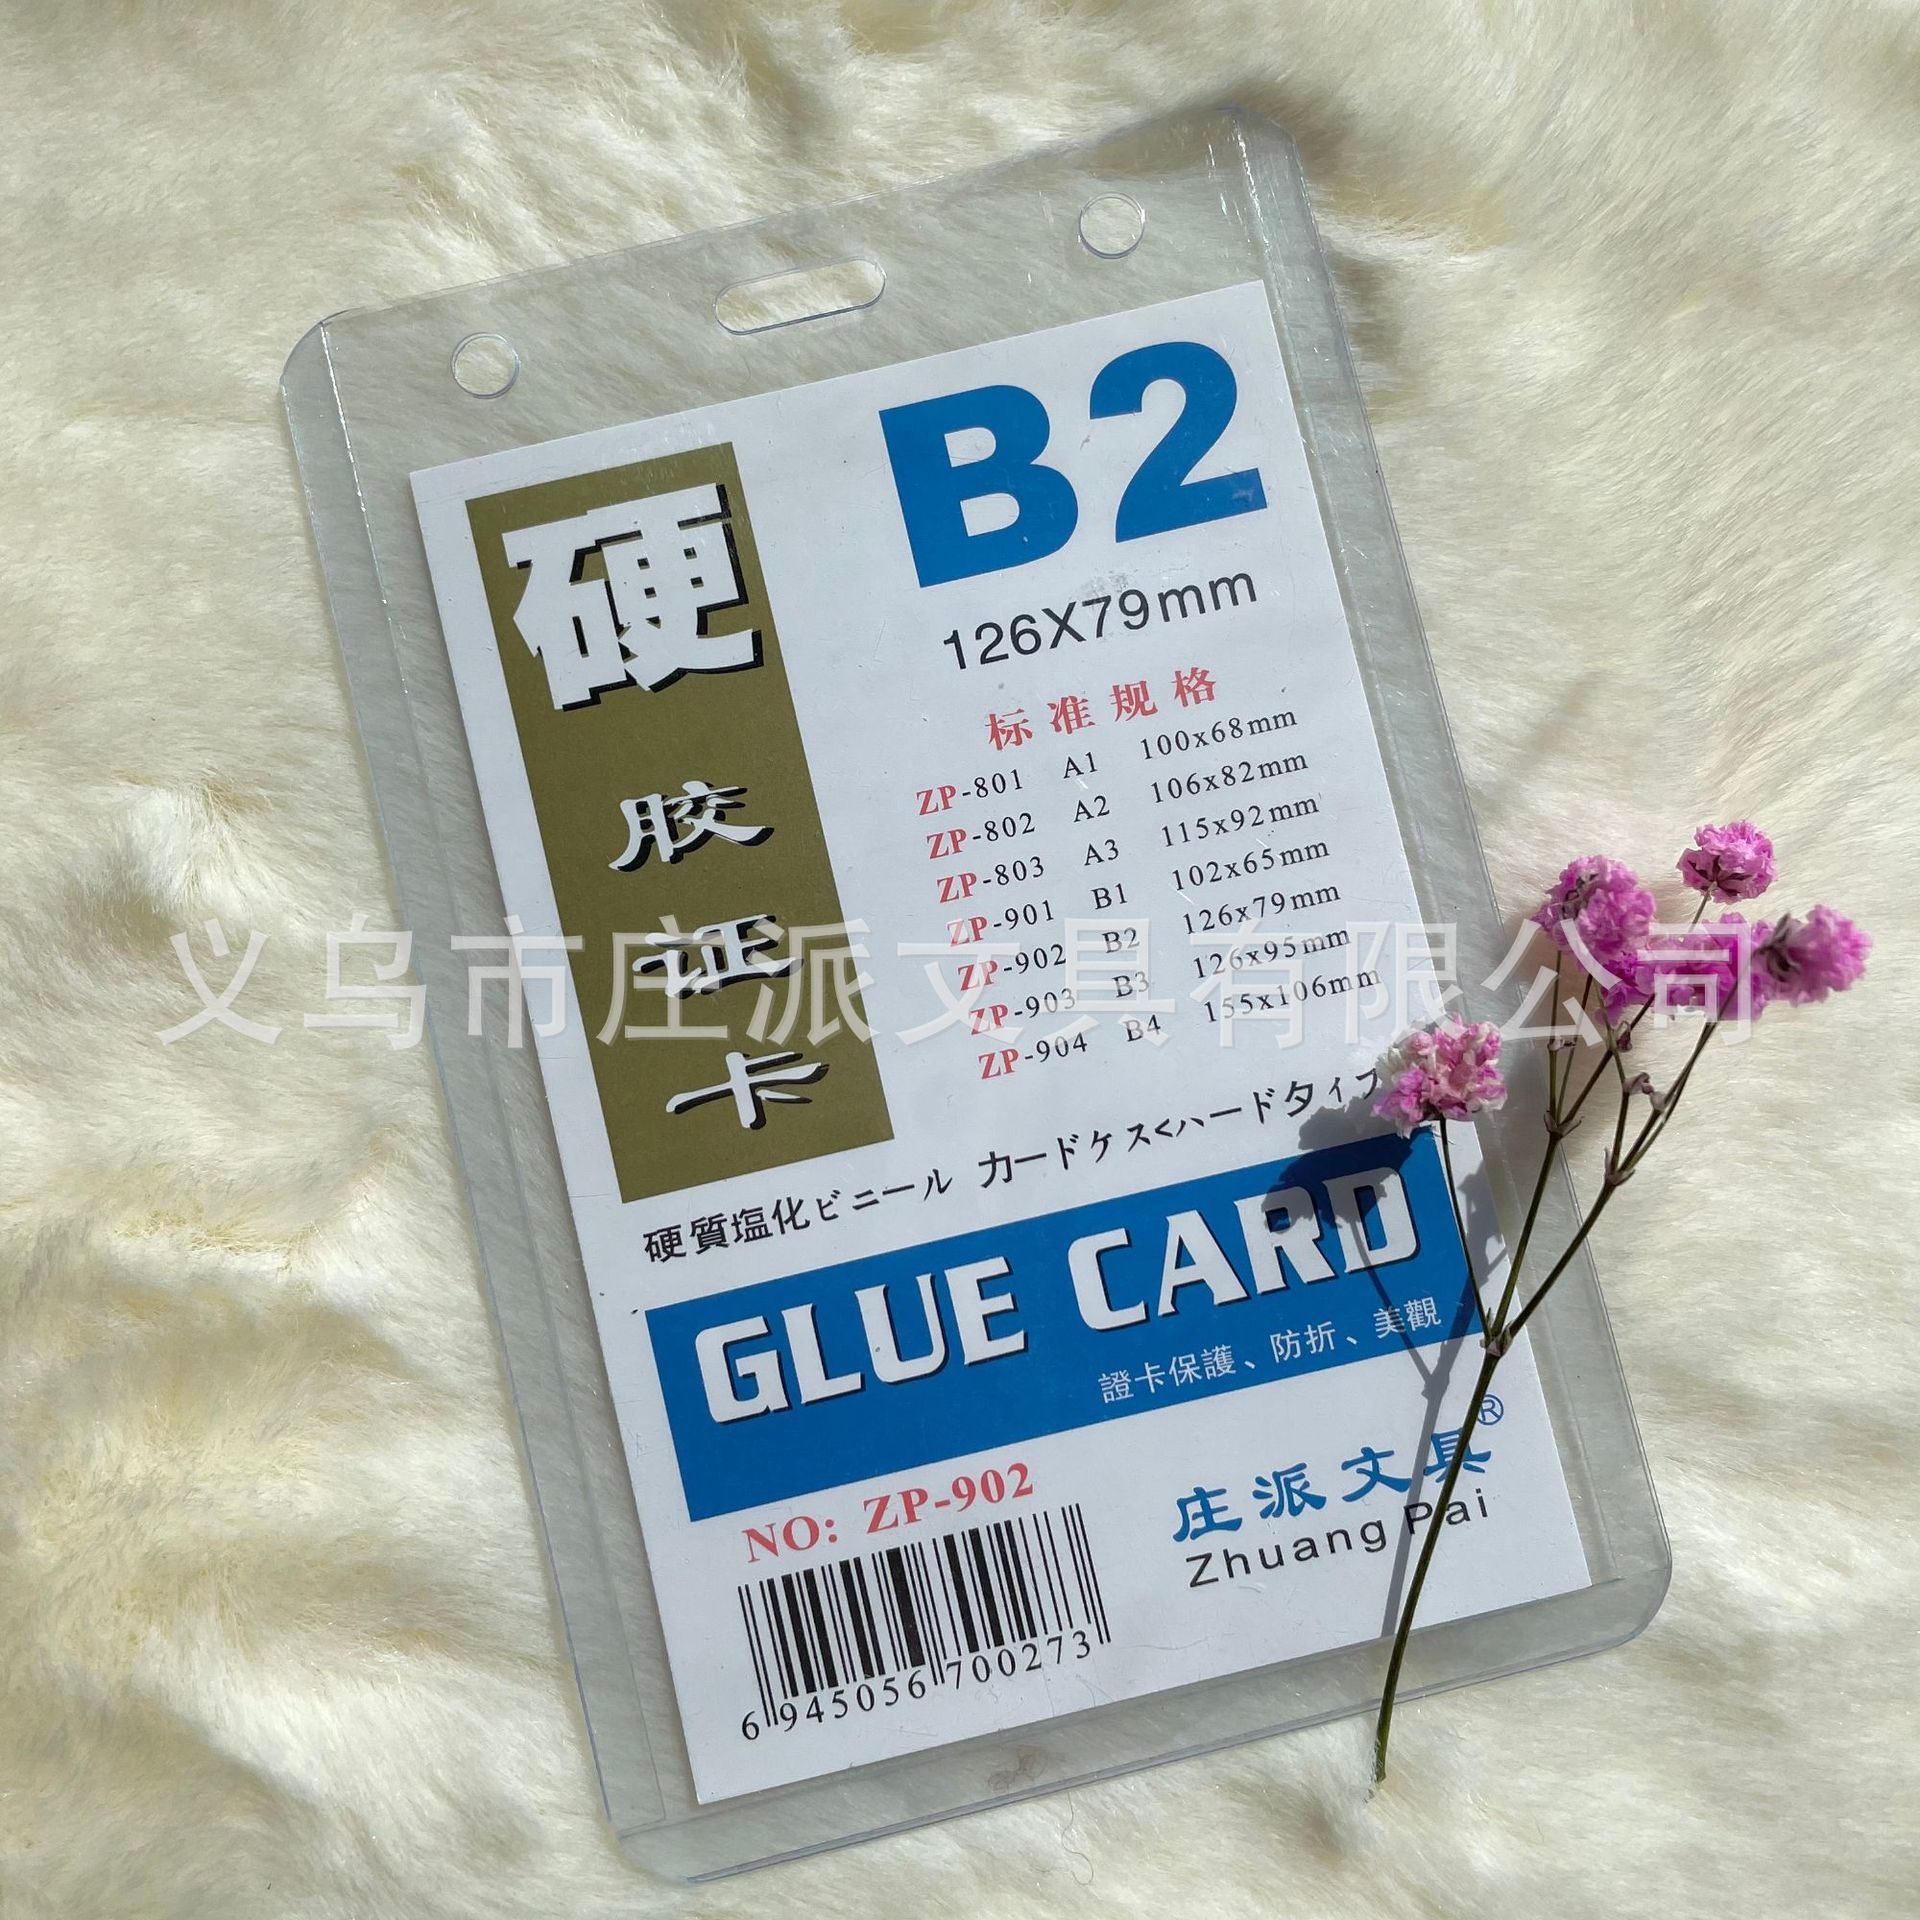 B2
126X79mm
硬
胶
证
卡
标准规格
ZP-801 A1 100x68mm
ZP-802 A2 106x82mm
ZP-803 A3 115x92mm
ZP-901 B1 102x65mm
ZP-902 B2 126x79mm
ZP-903 B3 126x95mm
ZP-904 B4 155x106mm
义乌市庄派文具有限公司
硬質塩化ビニール カードケス<ハードタイプ
GLUE CARD
證卡保護、防折、美觀
NO: ZP-902
6 945056 700273
庄派文具®
Zhuang Pai